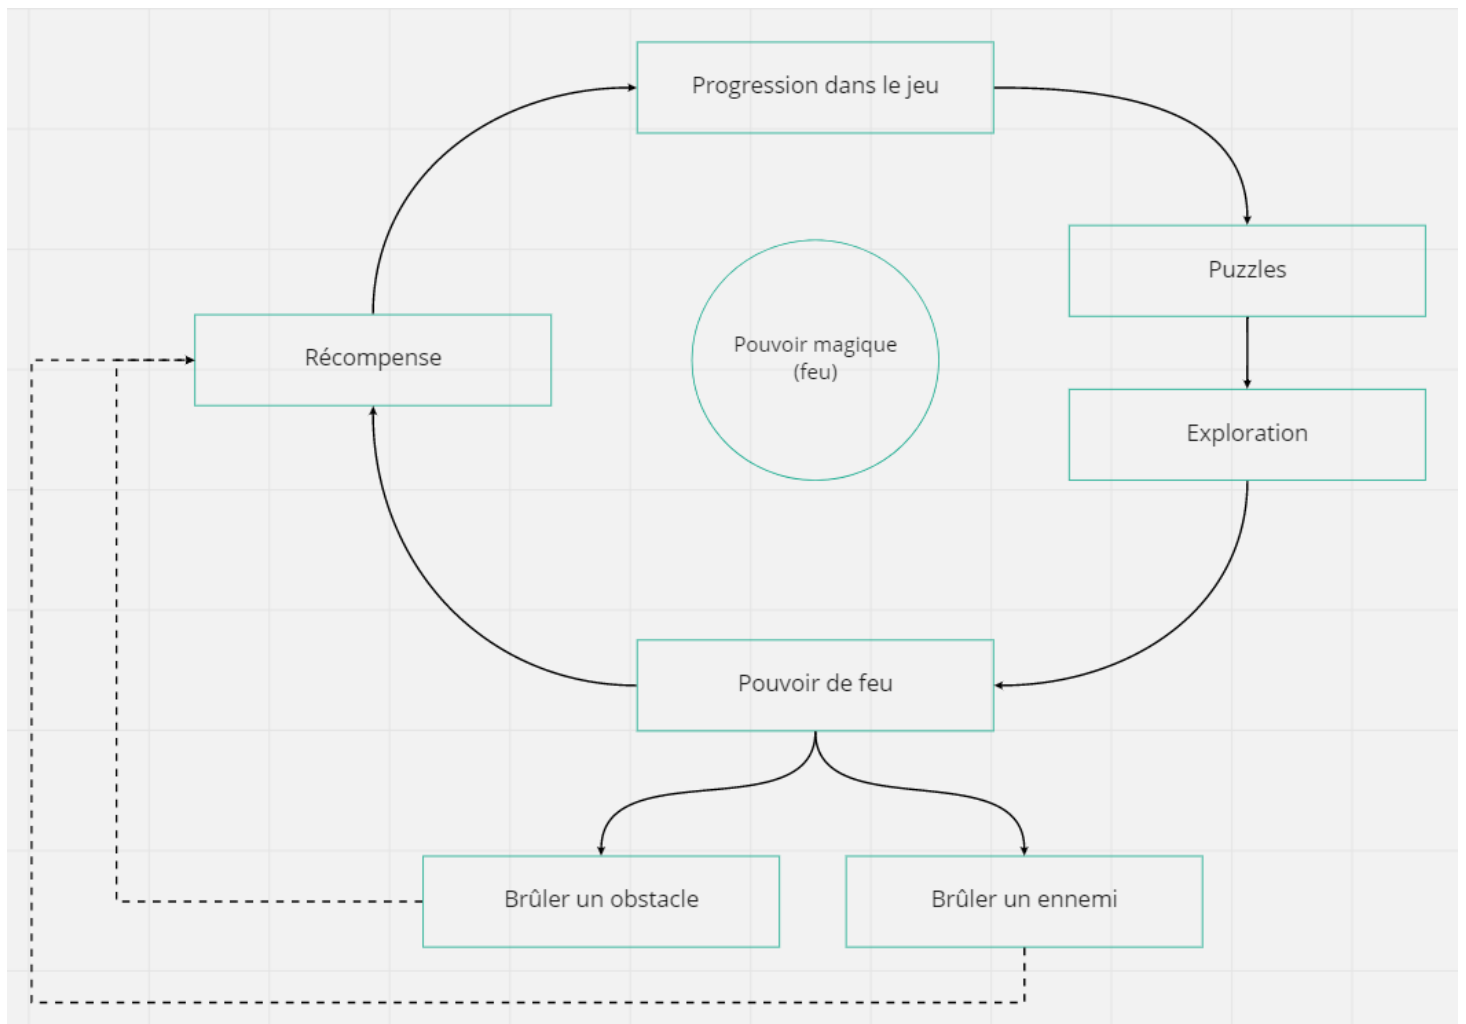 Progression dans le jeu
Puzzles
Pouvoir magique
(feu)
Récompense
Exploration
Pouvoir de feu
Brûler un obstacle
Brûler un ennemi